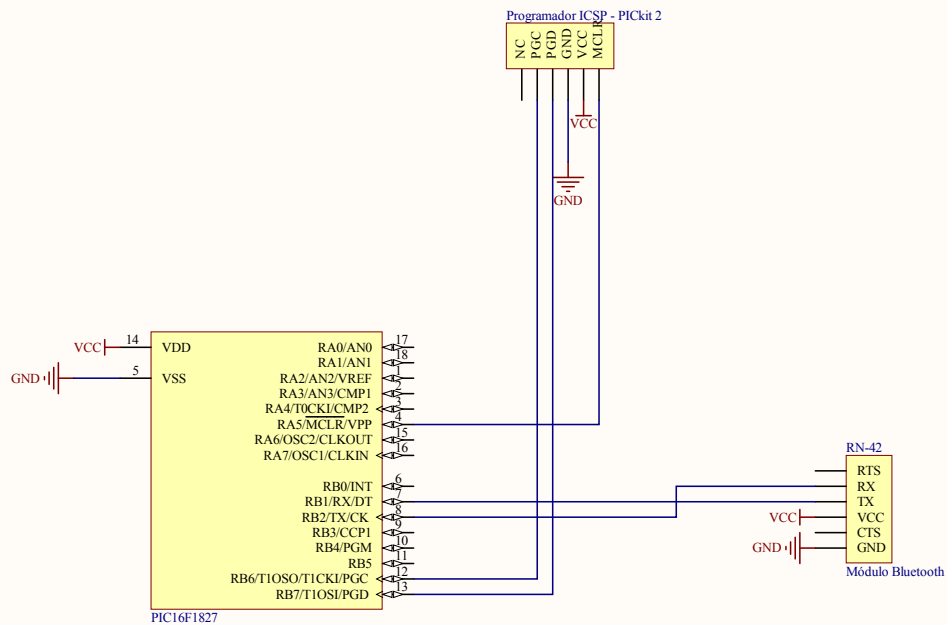 Programador ICSP - PICkit 2
NC
PGC
PGD
GND
VCC
MCLR
VCC
GND
VCC
14
VDD
GND
5
VSS
RA0/AN0
17
RA1/AN1
18
RA2/AN2/VREF
1
RA3/AN3/CMP1
2
RA4/T0CKI/CMP2
3
RA5/MCLR/VPP
4
RA6/OSC2/CLKOUT
15
RA7/OSC1/CLKIN
16
RB0/INT
6
RB1/RX/DT
7
RB2/TX/CK
8
RB3/CCP1
9
RB4/PGM
10
RB5
11
RB6/T1OSO/T1CKI/PGC
12
RB7/T1OSI/PGD
13
PIC16F1827
RN-42
RTS
RX
TX
VCC
VCC
CTS
GND
GND
Módulo Bluetooth